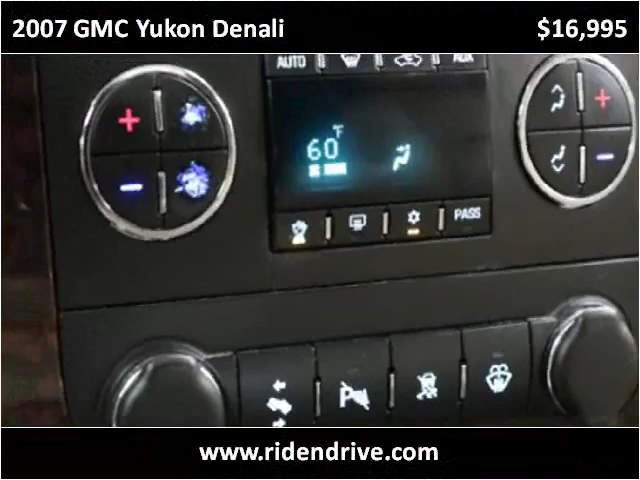 2007 GMC Yukon Denali $16,995
AUTO AUX
60 °F
PASS
www.ridendrive.com